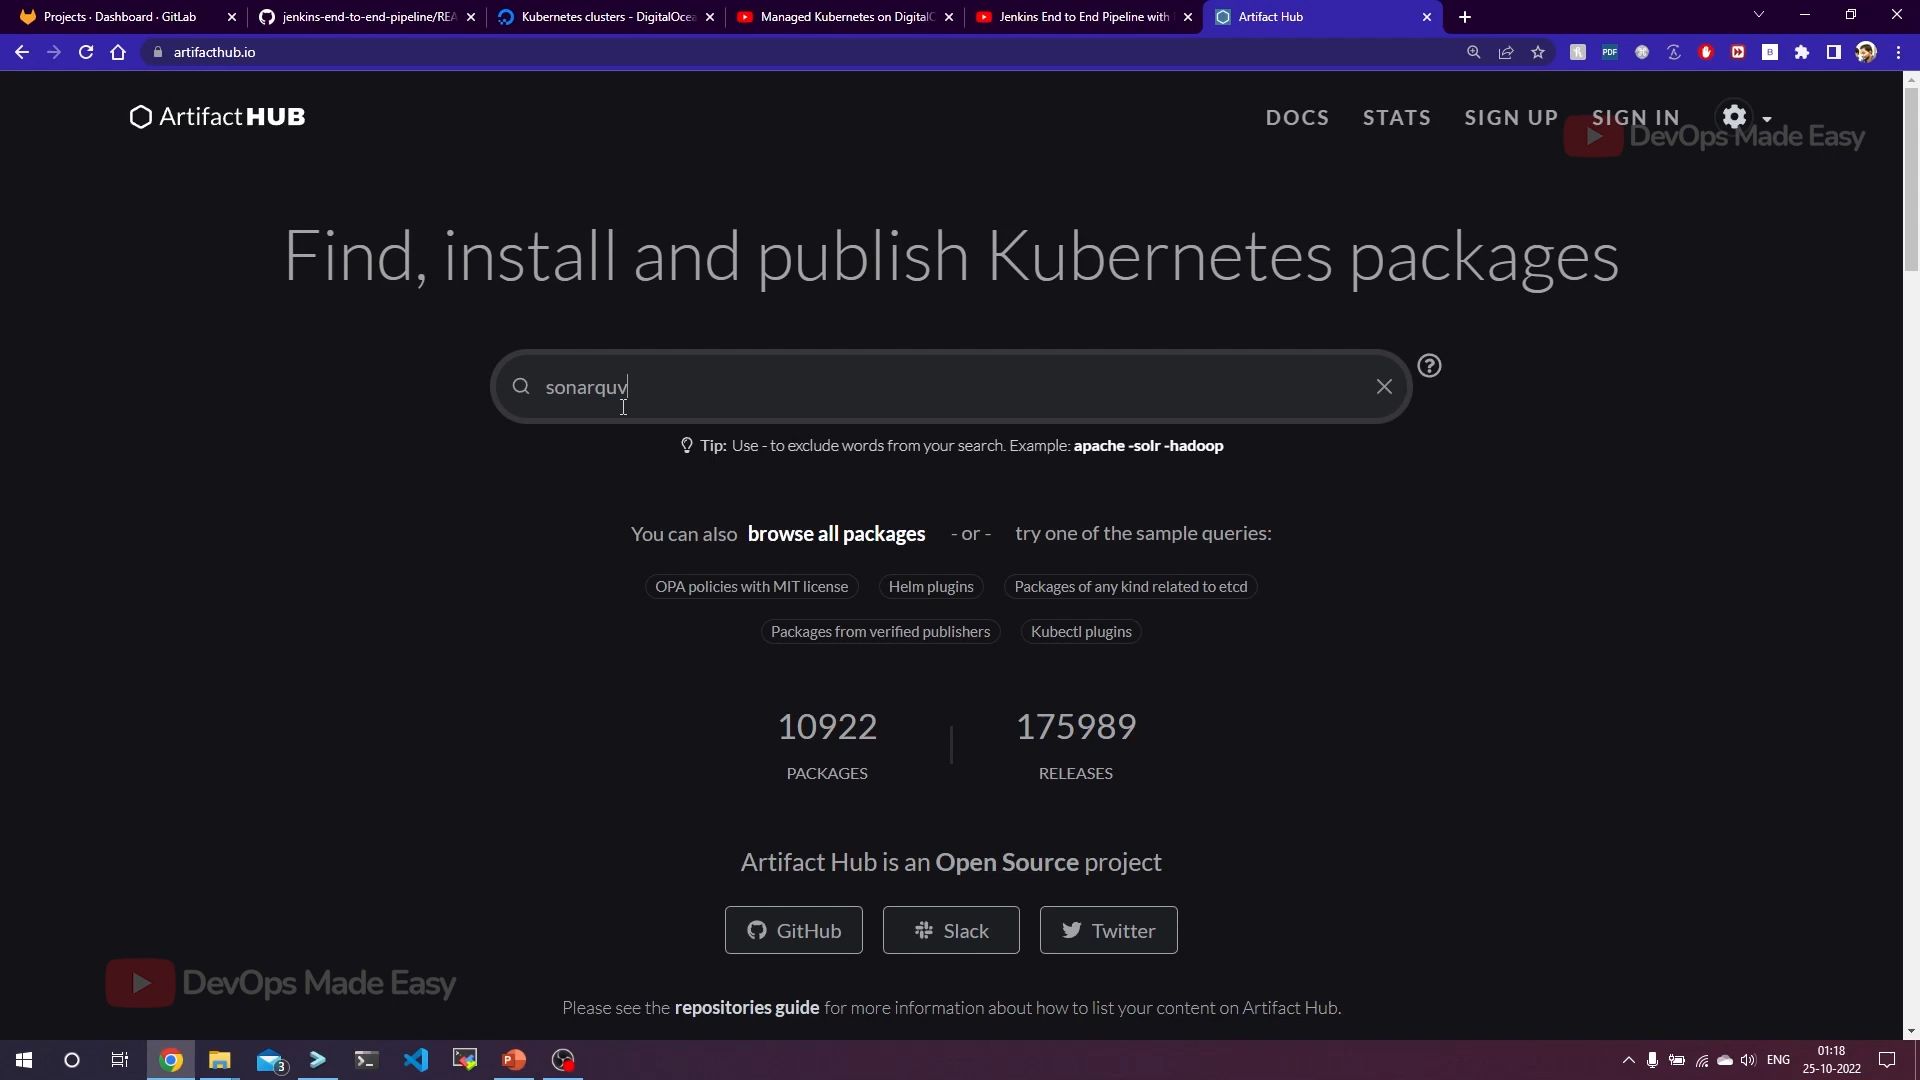 Projects · Dashboard · GitLab
jenkins-end-to-end-pipeline/REA
Kubernetes clusters - DigitalOcea
Managed Kubernetes on DigitalO
Jenkins End to End Pipeline with
Artifact Hub
artifacthub.io
PDF
B
Artifact HUB
DOCS STATS SIGN UP SIGN IN
DevOps Made Easy
Find, install and publish Kubernetes packages
sonarquv
Tip: Use - to exclude words from your search. Example: apache -solr -hadoop
You can also browse all packages - or - try one of the sample queries:
OPA policies with MIT license Helm plugins Packages of any kind related to etcd
Packages from verified publishers Kubectl plugins
10922 175989
PACKAGES RELEASES
Artifact Hub is an Open Source project
GitHub Slack Twitter
DevOps Made Easy
Please see the repositories guide for more information about how to list your content on Artifact Hub.
3
ENG
01:18
25-10-2022